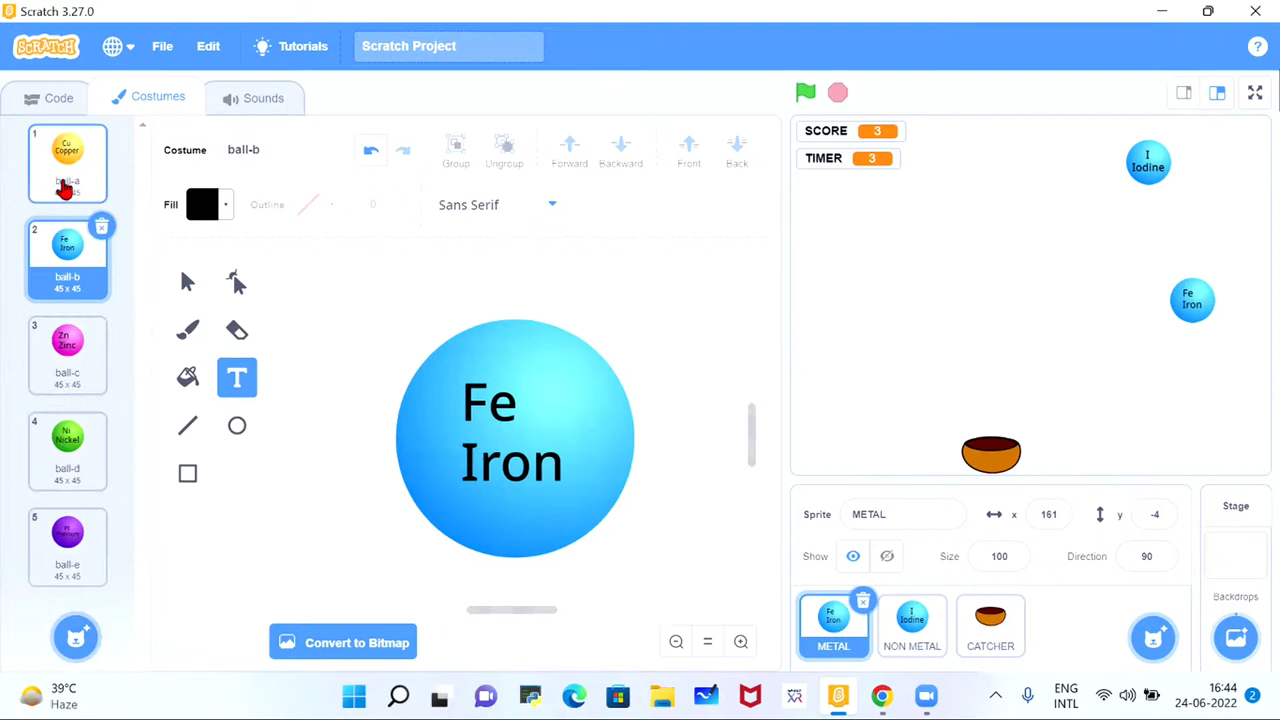 Scratch 3.27.0
SCRATCH
File
Edit
Tutorials
Scratch Project
?
Code
Costumes
Sounds
1
Cu
Copper
ball-a
2
Fe
Iron
ball-b
45 x 45
3
Zn
Zinc
ball-c
45 x 45
4
Ni
Nickel
ball-d
45 x 45
5
Platinum
ball-e
45 x 45
Costume
ball-b
Group
Ungroup
Forward
Backward
Front
Back
Fill
Outline
0
Sans Serif
T
Fe
Iron
Convert to Bitmap
SCORE 3
TIMER 3
I
Iodine
Fe
Iron
Sprite
METAL
x
161
y
-4
Show
Size
100
Direction
90
Fe
Iron
METAL
I
Iodine
NON METAL
CATCHER
Stage
Backdrops
39°C
Haze
ENG
INTL
16:44
24-06-2022
2